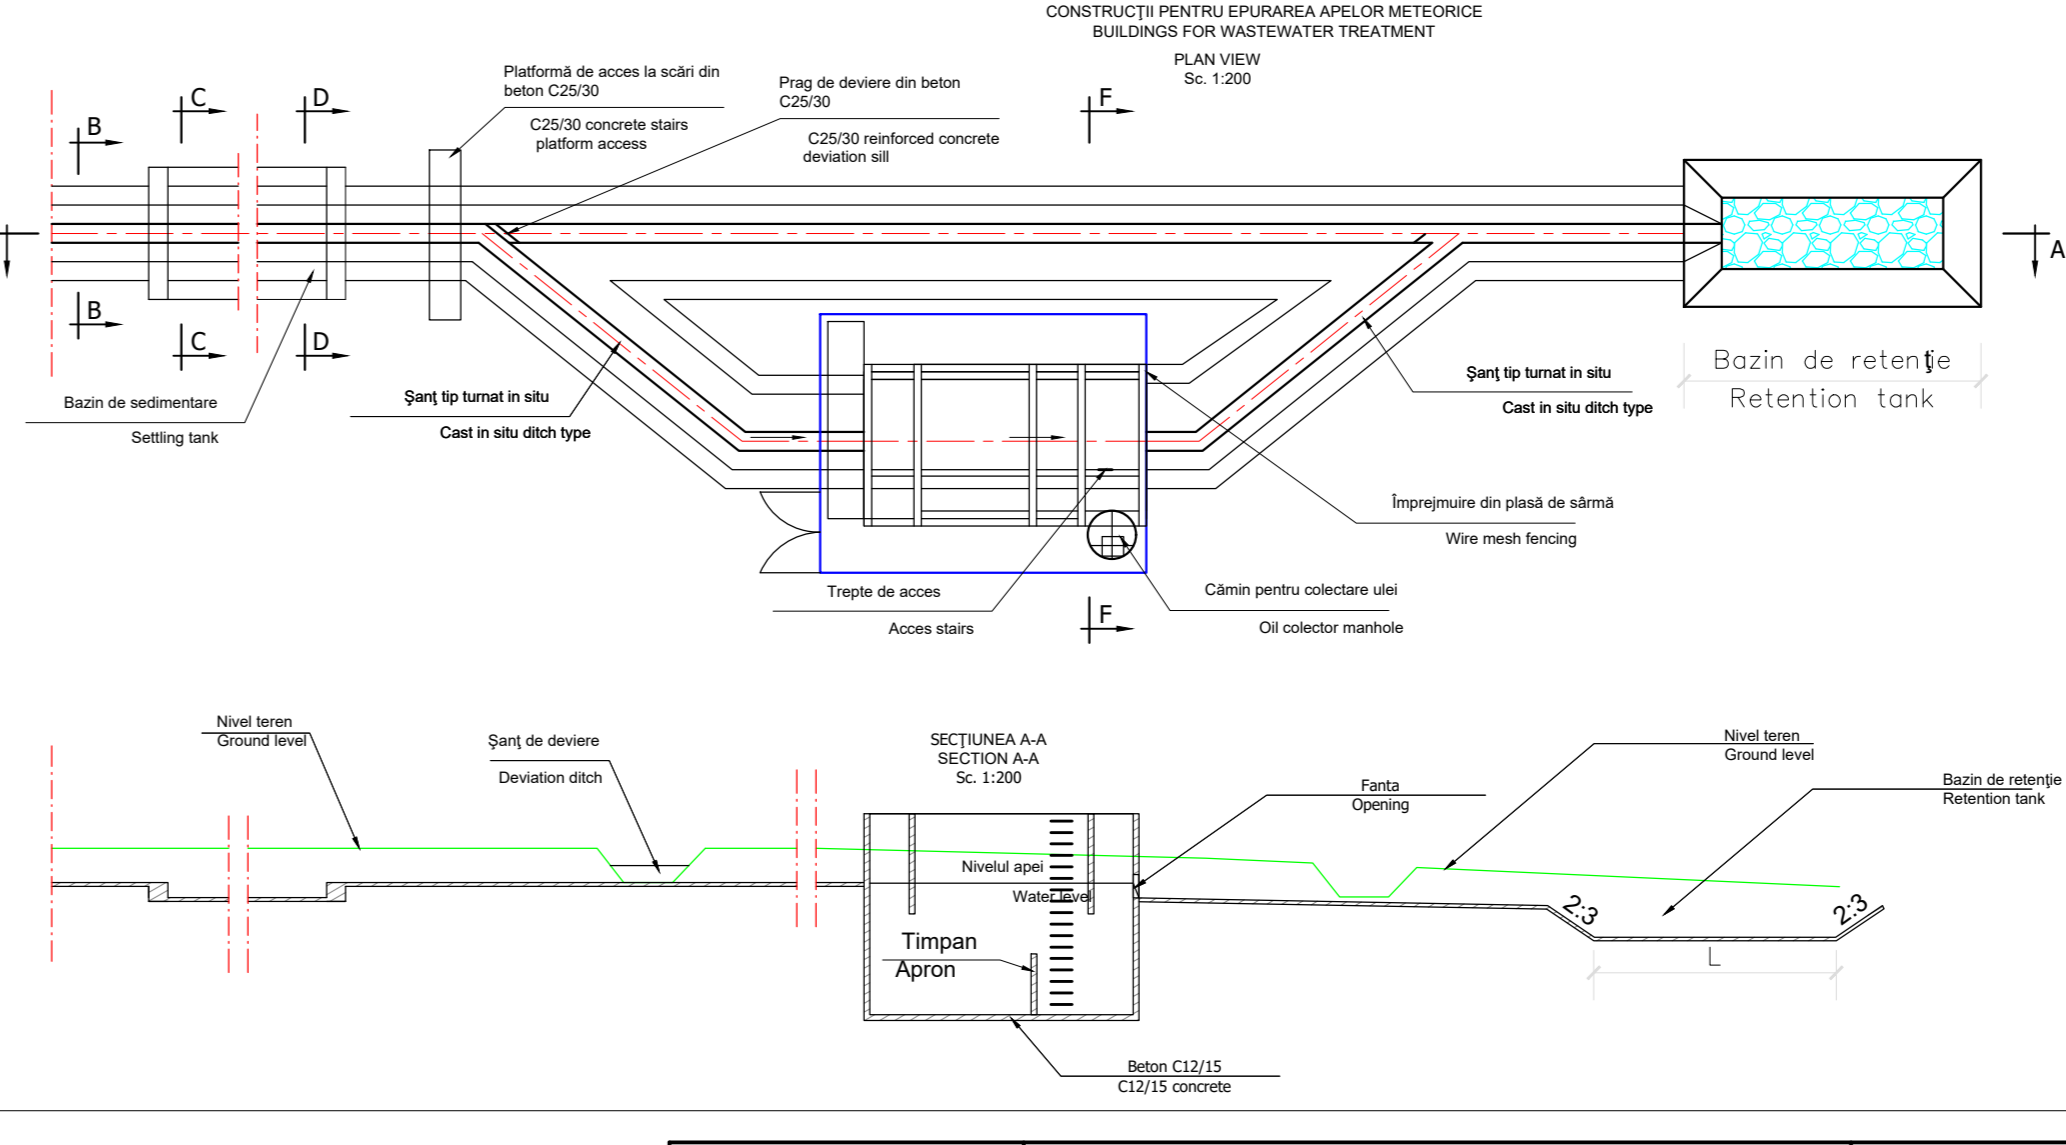 CONSTRUCŢII PENTRU EPURAREA APELOR METEORICE
BUILDINGS FOR WASTEWATER TREATMENT
PLAN VIEW
Sc. 1:200
Platformă de acces la scări din
beton C25/30
C25/30 concrete stairs
platform access
Prag de deviere din beton
C25/30
C25/30 reinforced concrete
deviation sill
B
C
D
F
A
B
C
D
Bazin de sedimentare
Settling tank
Şanţ tip turnat in situ
Cast in situ ditch type
Şanţ tip turnat in situ
Cast in situ ditch type
Bazin de retenţie
Retention tank
Împrejmuire din plasă de sârmă
Wire mesh fencing
Trepte de acces
Acces stairs
Cămin pentru colectare ulei
Oil colector manhole
F
Nivel teren
Ground level
Şanţ de deviere
Deviation ditch
SECŢIUNEA A-A
SECTION A-A
Sc. 1:200
Fanta
Opening
Nivel teren
Ground level
Bazin de retenţie
Retention tank
Nivelul apei
Water level
Timpan
Apron
2:3
2:3
L
Beton C12/15
C12/15 concrete